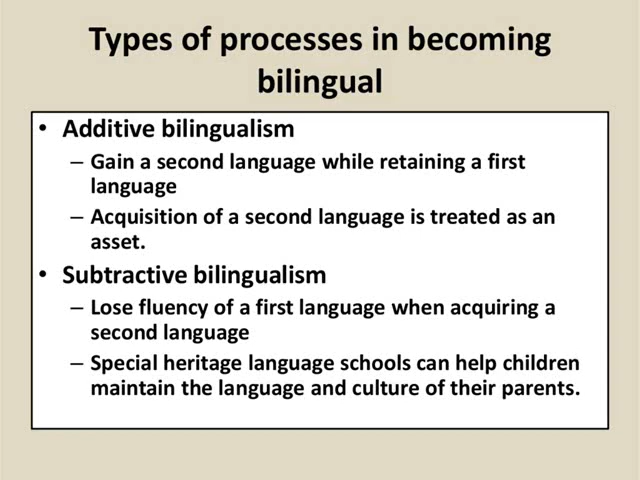 Types of processes in becoming
bilingual
• Additive bilingualism
– Gain a second language while retaining a first
language
– Acquisition of a second language is treated as an
asset.
• Subtractive bilingualism
– Lose fluency of a first language when acquiring a
second language
– Special heritage language schools can help children
maintain the language and culture of their parents.